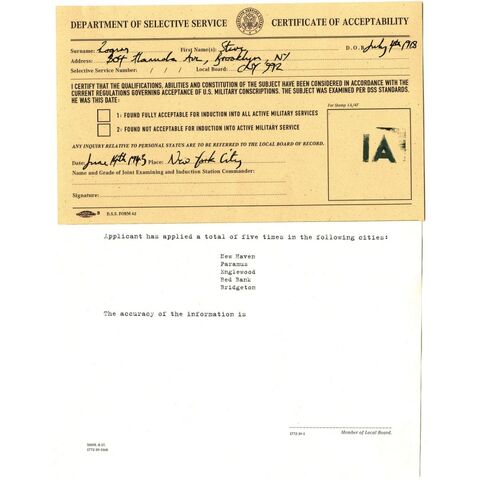 DEPARTMENT OF SELECTIVE SERVICE CERTIFICATE OF ACCEPTABILITY
Surname: Rogers First Name(s): Steve D.O.B July 4th 1918
Address: Brooklyn, NY
Selective Service Number: / / Local Board:
I CERTIFY THAT THE QUALIFICATIONS, ABILITIES AND CONSTITUTION OF THE SUBJECT HAVE BEEN CONSIDERED IN ACCORDANCE WITH THE
CURRENT REGULATIONS GOVERNING ACCEPTANCE OF U.S. MILITARY CONSCRIPTIONS. THE SUBJECT WAS EXAMINED PER DSS STANDARDS.
HE WAS THIS DATE:
For Stamp
1: FOUND FULLY ACCEPTABLE FOR INDUCTION INTO ALL ACTIVE MILITARY SERVICES
2: FOUND NOT ACCEPTABLE FOR INDUCTION INTO ACTIVE MILITARY SERVICE
1A
ANY INQUIRY RELATIVE TO PERSONAL STATUS ARE TO BE REFERRED TO THE LOCAL BOARD OF RECORD.
Date: June 14th 1943 Place: New York City
Name and Grade of Joint Examining and Induction Station Commander:
Signature:
D.S.S. FORM 62
Applicant has applied a total of five times in the following cities:
New Haven
Paramus
Englewood
Red Bank
Bridgeton
The accuracy of the information is
Member of Local Board.